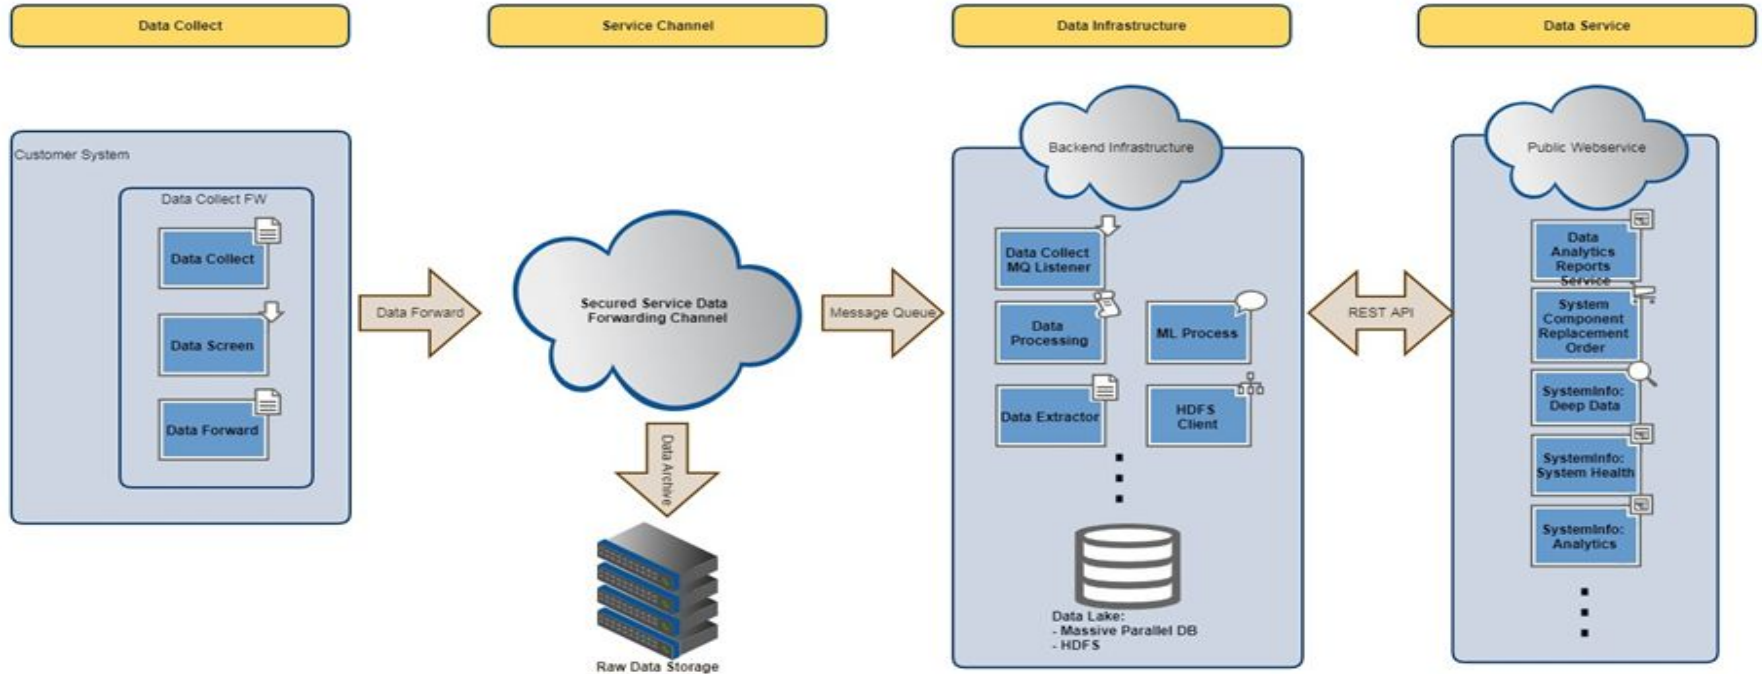 Data Collect
Service Channel
Data Infrastructure
Data Service
Customer System
Data Collect FW
Data Collect
Data Screen
Data Forward
Data Forward
Secured Service Data
Forwarding Channel
Data Archive
Raw Data Storage
Message Queue
Backend Infrastructure
Data Collect
MQ Listener
Data
Processing
ML Process
Data Extractor
HDFS
Client
Data Lake:
- Massive Parallel DB
- HDFS
REST API
Public Webservice
Data
Analytics
Reports
Service
System
Component
Replacement
Order
SystemInfo:
Deep Data
SystemInfo:
System Health
SystemInfo:
Analytics